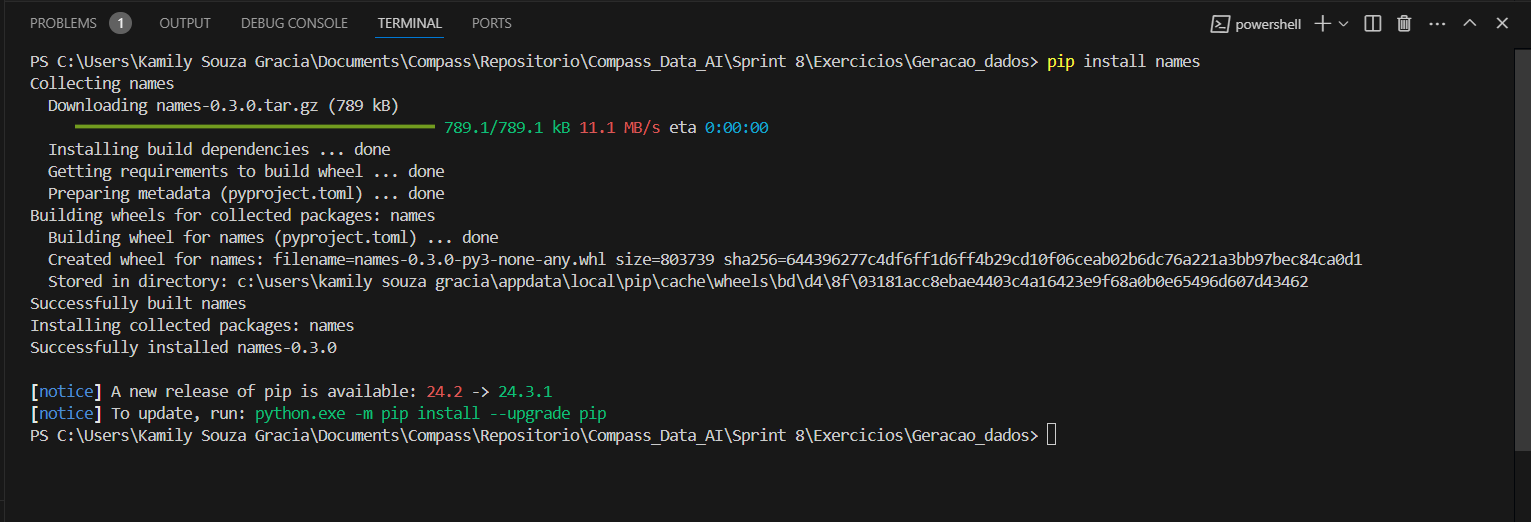 PROBLEMS 1 OUTPUT DEBUG CONSOLE TERMINAL PORTS powershell
PS C:\Users\Kamily Souza Gracia\Documents\Compass\Repositorio\Compass_Data_AI\Sprint 8\Exercicios\Geracao_dados> pip install names
Collecting names
  Downloading names-0.3.0.tar.gz (789 kB)
789.1/789.1 kB 11.1 MB/s eta 0:00:00
  Installing build dependencies ... done
  Getting requirements to build wheel ... done
  Preparing metadata (pyproject.toml) ... done
Building wheels for collected packages: names
  Building wheel for names (pyproject.toml) ... done
  Created wheel for names: filename=names-0.3.0-py3-none-any.whl size=803739 sha256=644396277c4df6ff1d6ff4b29cd10f06ceab02b6dc76a221a3bb97bec84ca0d1
  Stored in directory: c:\users\kamily souza gracia\appdata\local\pip\cache\wheels\bd\d4\8f\03181acc8ebae4403c4a16423e9f68a0b0e65496d607d43462
Successfully built names
Installing collected packages: names
Successfully installed names-0.3.0
[notice] A new release of pip is available: 24.2 -> 24.3.1
[notice] To update, run: python.exe -m pip install --upgrade pip
PS C:\Users\Kamily Souza Gracia\Documents\Compass\Repositorio\Compass_Data_AI\Sprint 8\Exercicios\Geracao_dados>